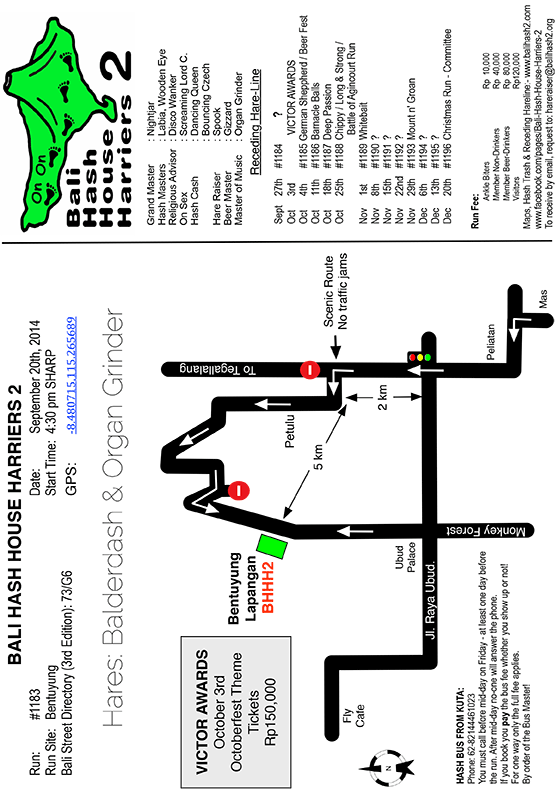 BALI HASH HOUSE HARRIERS 2
Run: #1183
Run Site: Bentuyung
Bali Street Directory (3rd Edition): 73/G6
Date: September 20th, 2014
Start Time: 4:30 pm SHARP
GPS: -8.480715,115.265689
Hares: Balderdash & Organ Grinder
VICTOR AWARDS
October 3rd
Octoberfest Theme
Tickets
Rp150,000
Bentuyung
Lapangan
BHHH2
Petulu
To Tegallalang
Scenic Route
No traffic jams
5 km
2 km
Fly
Cafe
Jl. Raya Ubud.
Ubud
Palace
Monkey Forest
Peliatan
Mas
N
HASH BUS FROM KUTA:
Phone: 62-82144461023
You must call before mid-day on Friday - at least one day before
the run. After mid-day no-one will answer the phone.
If you book you pay the bus fee whether you show up or not!
For one way only the full fee applies.
By order of the Bus Master!
On On
Bali
Hash
House
Harriers 2
Grand Master : Nighjar
Hash Masters : Labia, Wooden Eye
Religious Advisor : Disco Wanker
On Sex : Screaming Lord C.
Hash Cash : Dancing Queen
: Bouncing Czech
Hare Raiser : Spook
Beer Master : Gizzard
Master of Music : Organ Grinder
Receding Hare-Line
Sept 27th #1184 ?
Oct 3rd VICTOR AWARDS
Oct 4th #1185 German Sheppherd / Beer Fest
Oct 11th #1186 Barnacle Balls
Oct 18th #1187 Deep Passion
Oct 25th #1188 Chippy / Long & Strong /
Battle of Agincourt Run
Nov 1st #1189 Whitebait
Nov 8th #1190 ?
Nov 15th #1191 ?
Nov 22nd #1192 ?
Nov 29th #1193 Mount n' Groan
Dec 6th #1194 ?
Dec 13th #1195 ?
Dec 20th #1196 Christmas Run - Committee
Run Fee:
Ankle Biters Rp 10,000
Member Non-Drinkers Rp 40,000
Member Beer-Drinkers Rp 80,000
Visitors Rp120,000
Maps, Hash Trash & Receding Hareline:- www.balihash2.com
www.facebook.com/pages/Bali-Hash-House-Harriers-2
To receive by email, request to: hareraiser@balihash2.org